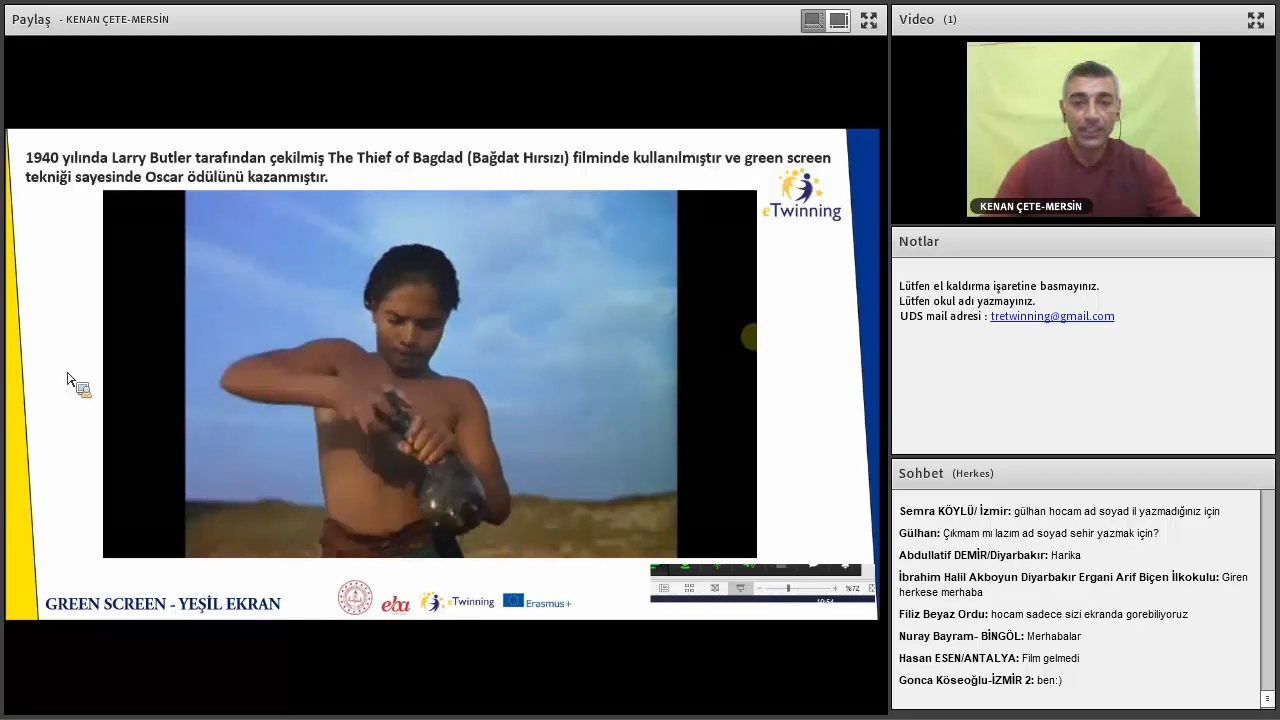 Paylaş - KENAN ÇETE-MERSİN
1940 yılında Larry Butler tarafından çekilmiş The Thief of Bagdad (Bağdat Hırsızı) filminde kullanılmıştır ve green screen
tekniği sayesinde Oscar ödülünü kazanmıştır.
eTwinning
GREEN SCREEN - YEŞİL EKRAN
eba
eTwinning
Erasmus+
%72
10:54
Video (1)
KENAN ÇETE-MERSİN
Notlar
Lütfen el kaldırma işaretine basmayınız.
Lütfen okul adı yazmayınız.
UDS mail adresi : tretwinning@gmail.com
Sohbet (Herkes)
Semra KÖYLÜ/ İzmir: gülhan hocam ad soyad il yazmadığınız için
Gülhan: Çıkmam mı lazım ad soyad sehir yazmak için?
Abdullatif DEMİR/Diyarbakır: Harika
İbrahim Halil Akboyun Diyarbakır Ergani Arif Biçen İlkOkulu: Giren
herkese merhaba
Filiz Beyaz Ordu: hocam sadece sizi ekranda gorebiliyoruz
Nuray Bayram- BİNGÖL: Merhabalar
Hasan ESEN/ANTALYA: Film gelmedi
Gonca Köseoğlu-İZMİR 2: ben:)